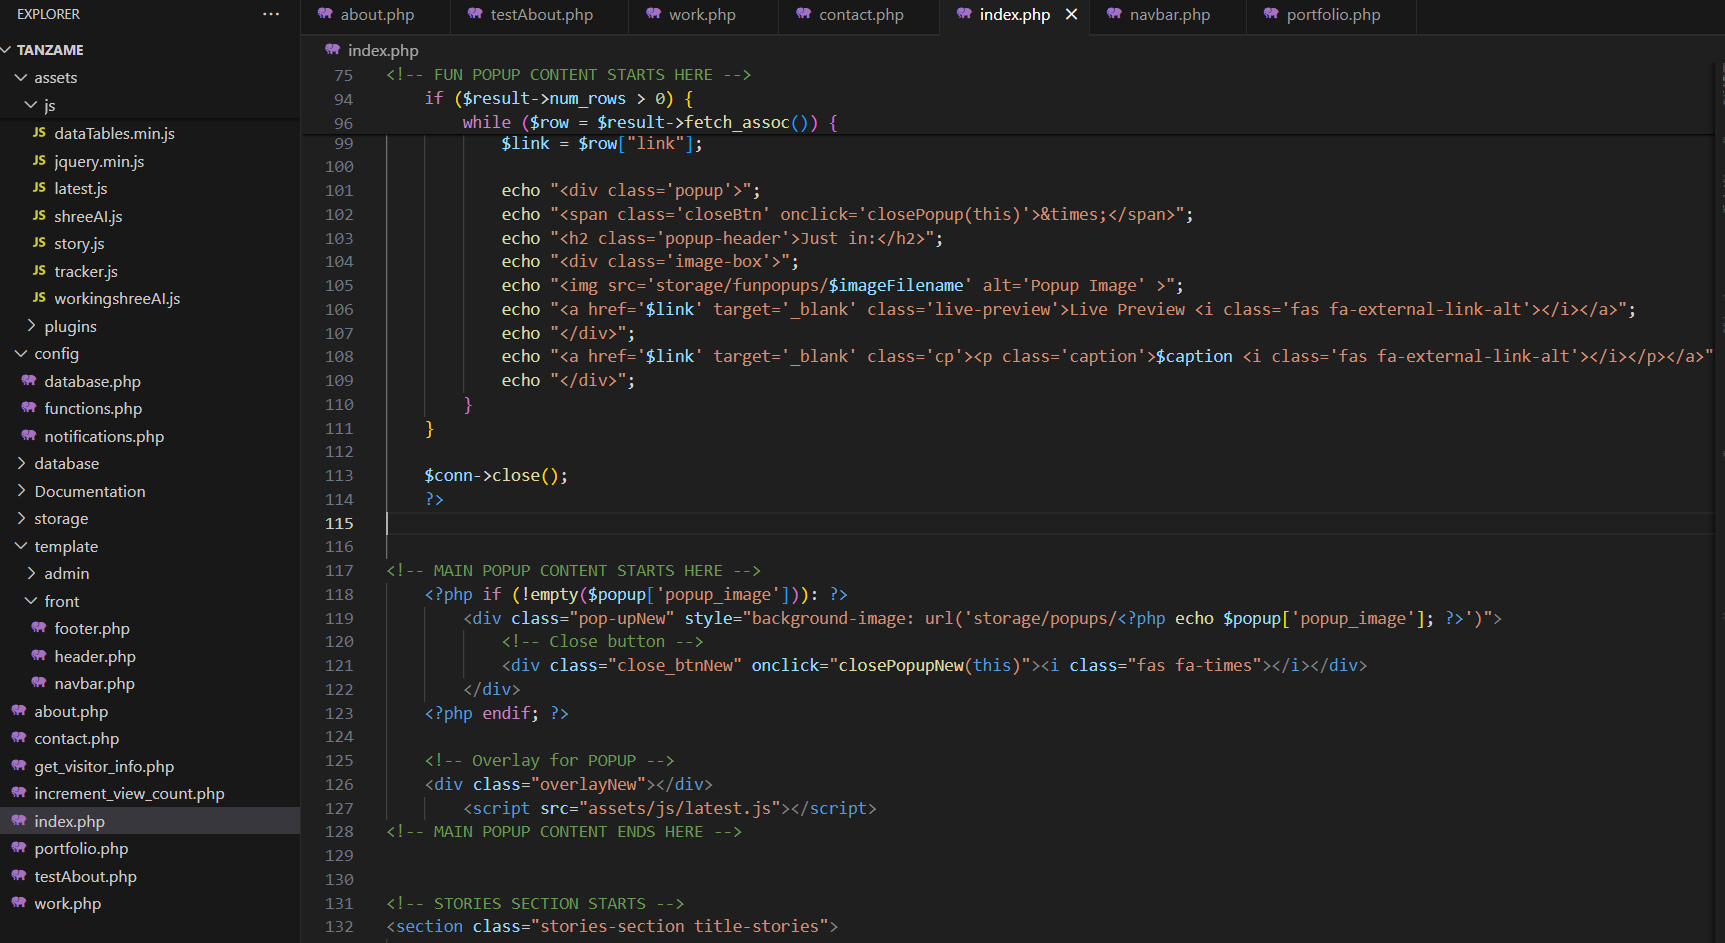 EXPLORER
TANZAME
assets
js
JS dataTables.min.js
JS jquery.min.js
JS latest.js
JS shreeAI.js
JS story.js
JS tracker.js
JS workingshreeAI.js
plugins
config
database.php
functions.php
notifications.php
database
Documentation
storage
template
admin
front
footer.php
header.php
navbar.php
about.php
contact.php
get_visitor_info.php
increment_view_count.php
index.php
portfolio.php
testAbout.php
work.php
about.php testAbout.php work.php contact.php index.php navbar.php portfolio.php
index.php
75 <!-- FUN POPUP CONTENT STARTS HERE -->
94 if ($result->num_rows > 0) {
96 while ($row = $result->fetch_assoc()) {
99 $link = $row["link"];
100
101 echo "<div class='popup'>";
102 echo "<span class='closeBtn' onclick='closePopup(this)'>&times;</span>";
103 echo "<h2 class='popup-header'>Just in:</h2>";
104 echo "<div class='image-box'>";
105 echo "<img src='storage/funpopups/$imageFilename' alt='Popup Image' >";
106 echo "<a href='$link' target='_blank' class='live-preview'>Live Preview <i class='fas fa-external-link-alt'></i></a>";
107 echo "</div>";
108 echo "<a href='$link' target='_blank' class='cp'><p class='caption'>$caption <i class='fas fa-external-link-alt'></i></p></a>"
109 echo "</div>";
110 }
111 }
112
113 $conn->close();
114 ?>
115
116
117 <!-- MAIN POPUP CONTENT STARTS HERE -->
118 <?php if (!empty($popup['popup_image'])): ?>
119 <div class="pop-upNew" style="background-image: url('storage/popups/<?php echo $popup['popup_image']; ?>')">
120 <!-- Close button -->
121 <div class="close_btnNew" onclick="closePopupNew(this)"><i class="fas fa-times"></i></div>
122 </div>
123 <?php endif; ?>
124
125 <!-- Overlay for POPUP -->
126 <div class="overlayNew"></div>
127 <script src="assets/js/latest.js"></script>
128 <!-- MAIN POPUP CONTENT ENDS HERE -->
129
130
131 <!-- STORIES SECTION STARTS -->
132 <section class="stories-section title-stories">